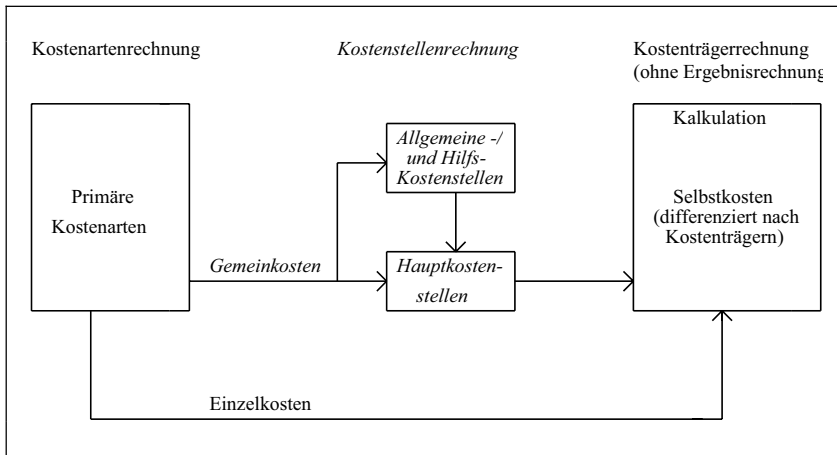 Kostenartenrechnung
Kostenstellenrechnung
Kostenträgerrechnung
(ohne Ergebnisrechnung
Primäre
Kostenarten
Gemeinkosten
Allgemeine -/
und Hilfs-
Kostenstellen
Hauptkosten-
stellen
Kalkulation
Selbstkosten
(differenziert nach
Kostenträgern)
Einzelkosten